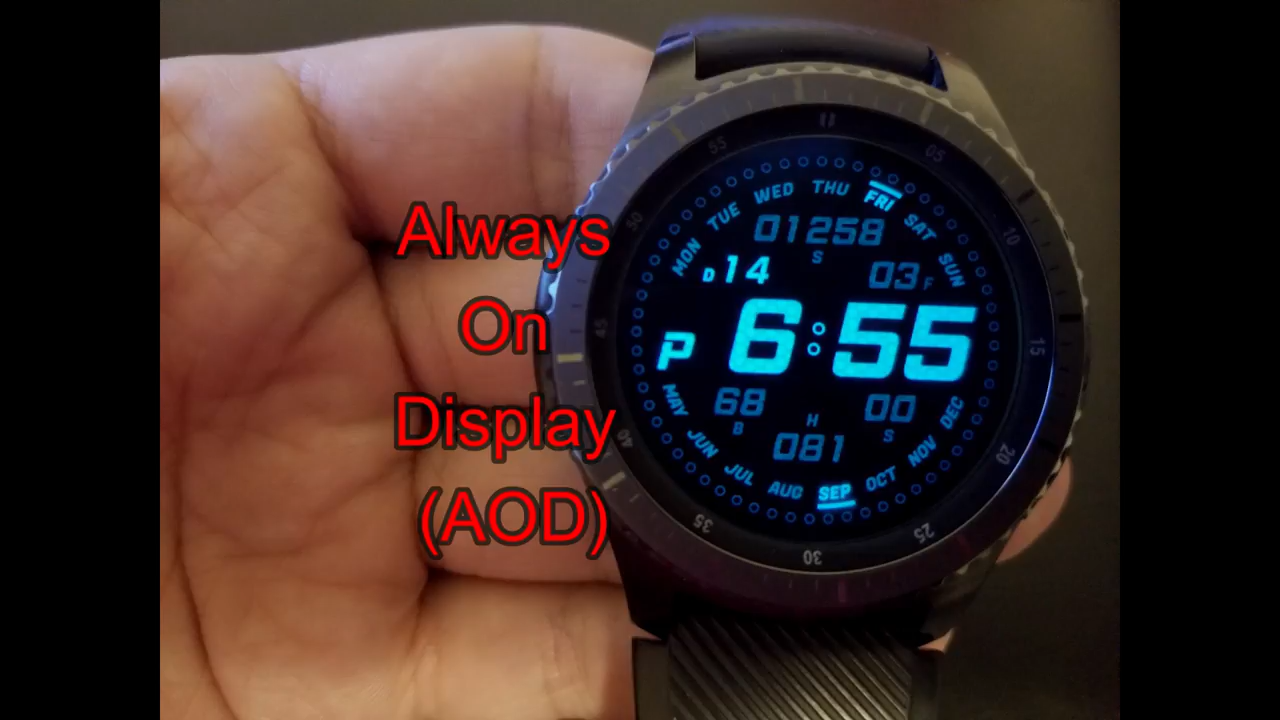 Always
On
Display
(AOD)
55
05
50
10
45
15
40
20
35
25
30
MON TUE WED THU FRI SAT SUN
01258
S
D 14
03 F
P 6:55
68
B
H
081
00
S
MAY JUN JUL AUG SEP OCT NOV DEC